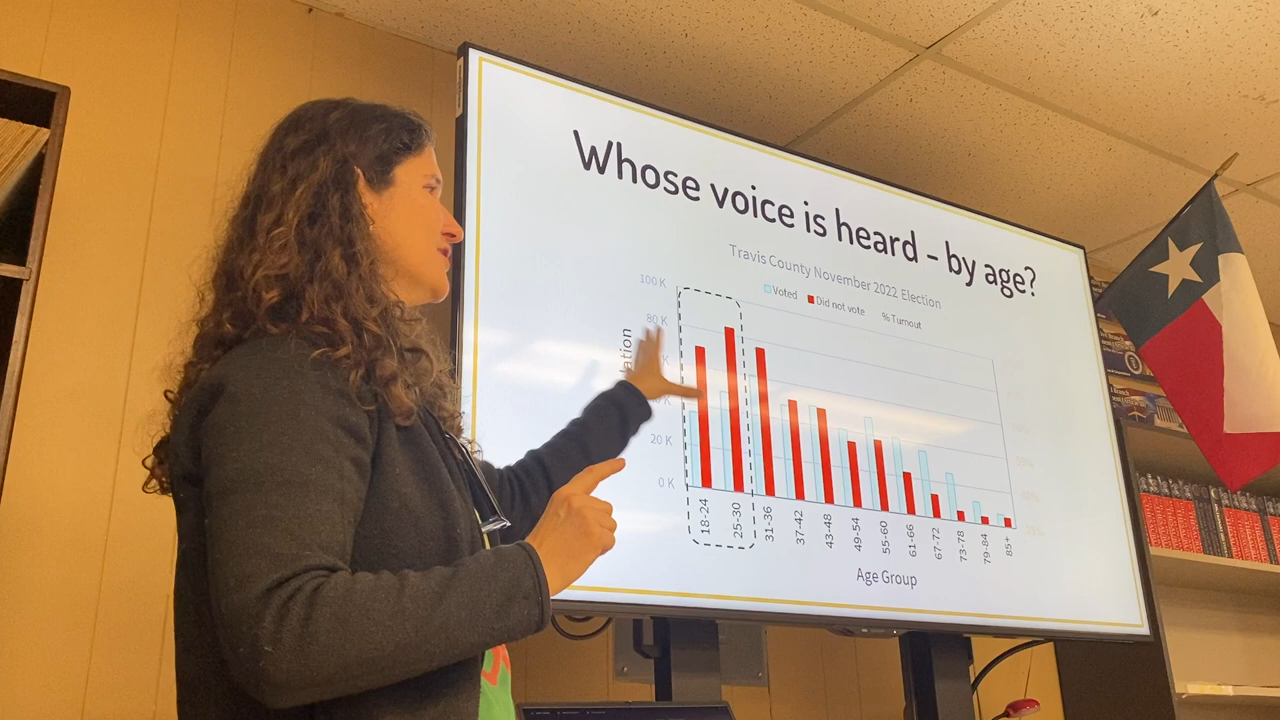 Whose voice is heard – by age?
Travis County November 2022 Election
Voted Did not vote % Turnout
100 K
80 K
20 K
0 K
18-24 25-30 31-36 37-42 43-48 49-54 55-60 61-66 67-72 73-78 79-84 85+
Age Group